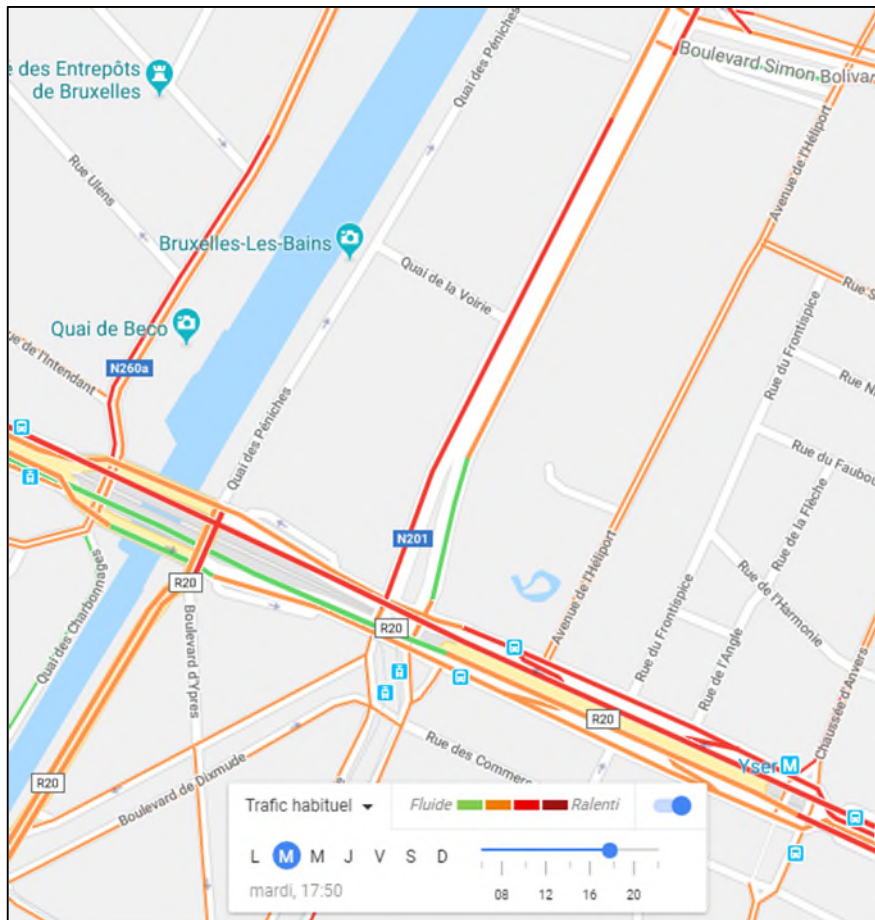 Boulevard Simon Bolivar
é des Entrepôts
de Bruxelles
Quai des Péniches
Avenue de l'Héliport
Rue Ulens
Bruxelles-Les-Bains
Quai de la Voirie
Rue S
Quai de Beco
Rue du Frontispice
ue de l'Intendant
N260a
Rue N
Quai des Péniches
Rue du Faubou
Rue de la Flèche
N201
R20
Quai des Charbonnages
Boulevard d'Ypres
R20
Avenue de l'Héliport
Rue du Frontispice
Rue de l'Harmonie
Rue de l'Angle
Chaussée d'Anvers
R20
Rue des Commer
Yser M
R20
Boulevard de Dixmude
Trafic habituel Fluide Ralenti
L M M J V S D
mardi, 17:50
08 12 16 20